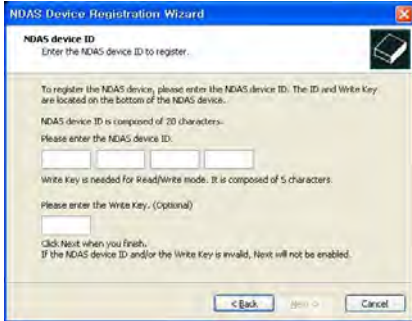 NDAS Device Registration Wizard
NDAS device ID
Enter the NDAS device ID to register.
To register the NDAS device, please enter the NDAS device ID. The ID and Write Key
are located on the bottom of the NDAS device.
NDAS device ID is composed of 20 characters.
Please enter the NDAS device ID.
Write Key is needed for Read/Write mode. It is composed of 5 characters
Please enter the Write Key. (Optional)
Click Next when you finish.
If the NDAS device ID and/or the Write Key is invalid, Next will not be enabled.
< Back Next > Cancel